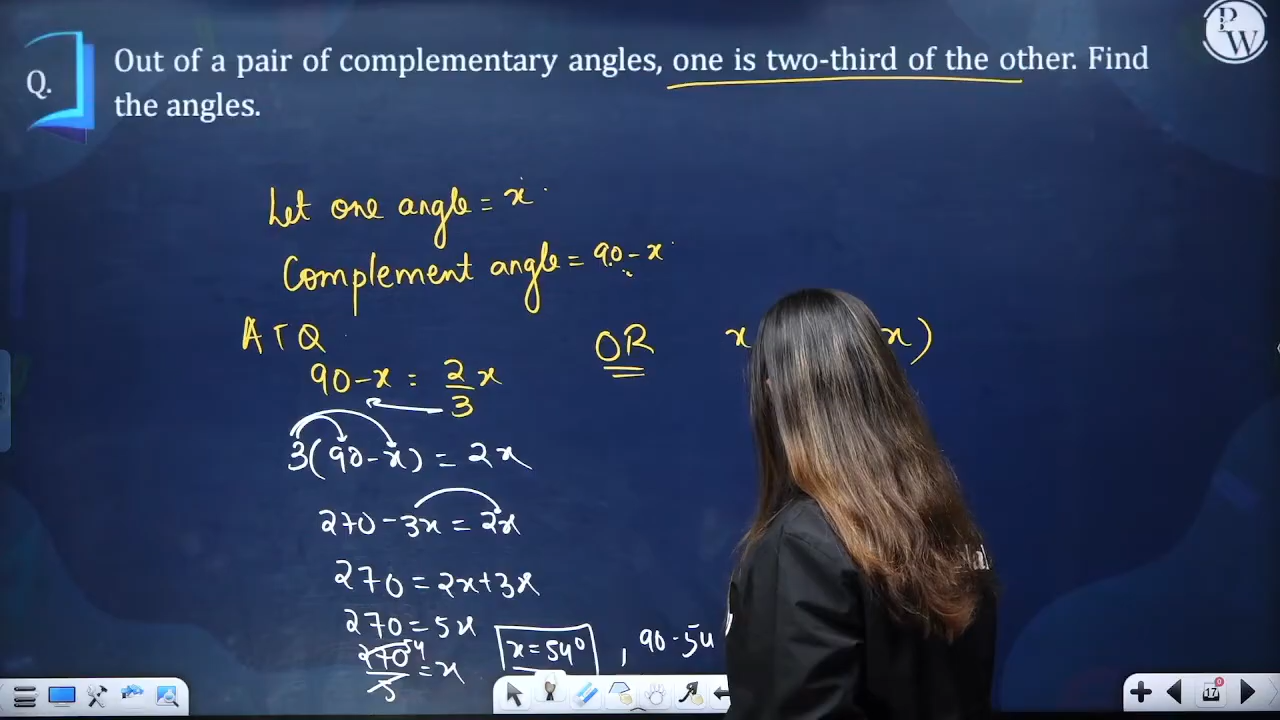 Q.
Out of a pair of complementary angles, one is two-third of the other. Find
the angles.
P
W
Let one angle = x
Complement angle = 90 - x
ATQ
90 - x = 2/3 x
OR
x
x)
3(90 - x) = 2x
270 - 3x = 2x
270 = 2x + 3x
270 = 5x
270/5 = x
54
x = 54°, 90 - 54
17